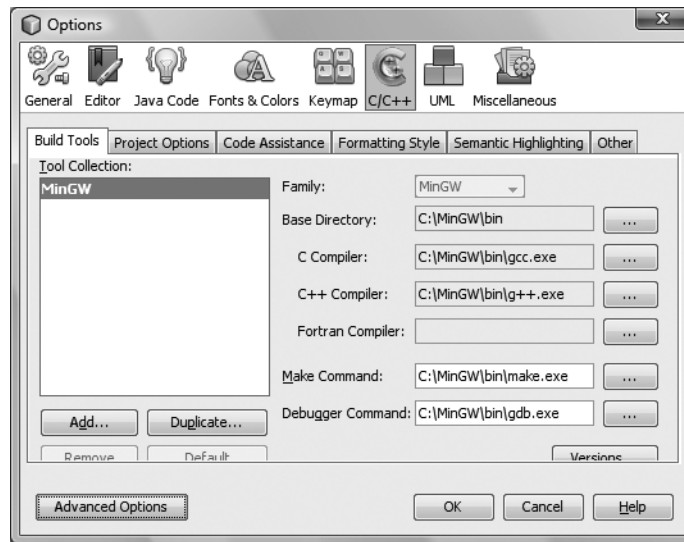 Options
General Editor Java Code Fonts & Colors Keymap C/C++ UML Miscellaneous
Build Tools Project Options Code Assistance Formatting Style Semantic Highlighting Other
Tool Collection:
MinGW
Family: MinGW
Base Directory: C:\MinGW\bin ...
C Compiler: C:\MinGW\bin\gcc.exe ...
C++ Compiler: C:\MinGW\bin\g++.exe ...
Fortran Compiler: ...
Make Command: C:\MinGW\bin\make.exe ...
Debugger Command: C:\MinGW\bin\gdb.exe ...
Add... Duplicate...
Remove Default Versions...
Advanced Options OK Cancel Help